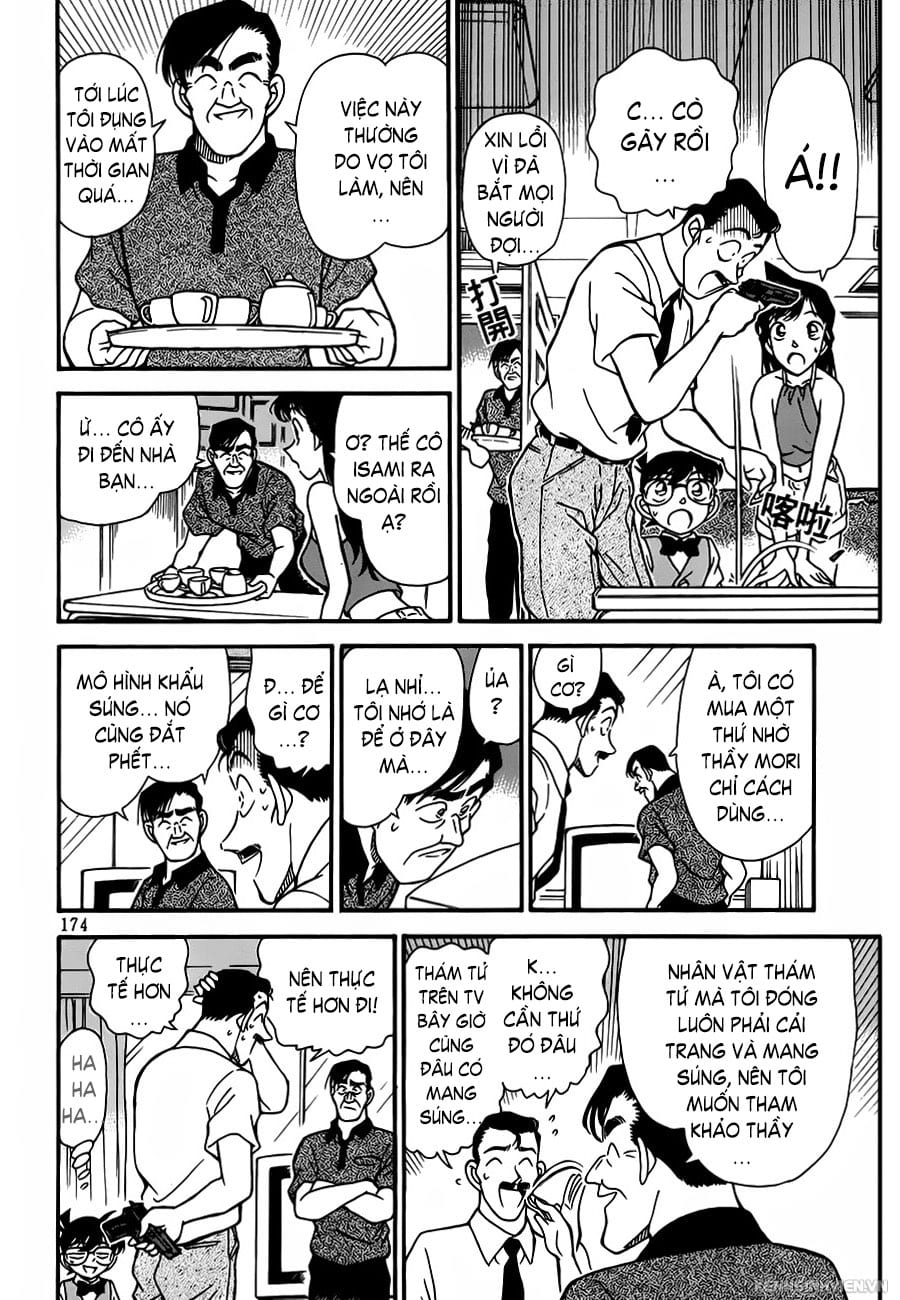 Á!!
C... CÒ
GÃY RỒI
...
XIN LỖI
VÌ ĐÃ
BẮT MỌI
NGƯỜI
ĐỢI...
打
開
喀啦
VIỆC NÀY
THƯỜNG
DO VỢ TÔI
LÀM, NÊN
...
TỚI LÚC
TÔI ĐỤNG
VÀO MẤT
THỜI GIAN
QUÁ...
Ơ? THẾ CÔ
ISAMI RA
NGOÀI RỒI
Ạ?
Ừ... CÔ ẤY
ĐI ĐẾN NHÀ
BẠN...
À, TÔI CÓ
MUA MỘT
THỨ NHỜ
THẦY MORI
CHỈ CÁCH
DÙNG...
GÌ
CƠ?
ỦA
?
LẠ NHỈ...
TÔI NHỚ LÀ
ĐỂ Ở ĐÂY
MÀ...
Đ... ĐỂ
GÌ CƠ
...?
MÔ HÌNH KHẨU
SÚNG... NÓ
CŨNG ĐẮT
PHẾT...
174
NHÂN VẬT THÁM
TỬ MÀ TÔI ĐÓNG
LUÔN PHẢI CẢI
TRANG VÀ MANG
SÚNG, NÊN TÔI
MUỐN THAM
KHẢO THẦY
...
K...
KHÔNG
CẦN THỨ
ĐÓ ĐÂU
...
THÁM TỬ
TRÊN TV
BÂY GIỜ
CŨNG
ĐÂU CÓ
MANG
SÚNG...
NÊN THỰC
TẾ HƠN ĐI!
THỰC
TẾ HƠN
...
HA
HA
HA...